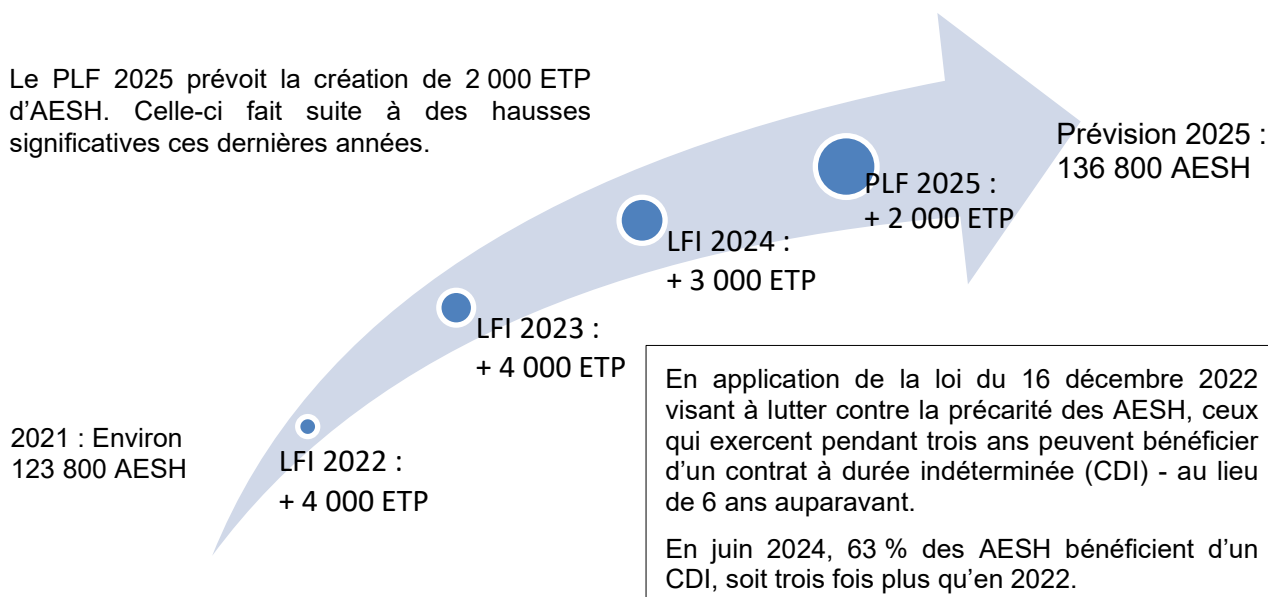 Le PLF 2025 prévoit la création de 2 000 ETP
d'AESH. Celle-ci fait suite à des hausses
significatives ces dernières années.
Prévision 2025 :
136 800 AESH
PLF 2025 :
+ 2 000 ETP
LFI 2024 :
+ 3 000 ETP
LFI 2023 :
+ 4 000 ETP
2021 : Environ
123 800 AESH
LFI 2022 :
+ 4 000 ETP
En application de la loi du 16 décembre 2022
visant à lutter contre la précarité des AESH, ceux
qui exercent pendant trois ans peuvent bénéficier
d'un contrat à durée indéterminée (CDI) - au lieu
de 6 ans auparavant.
En juin 2024, 63 % des AESH bénéficient d'un
CDI, soit trois fois plus qu'en 2022.